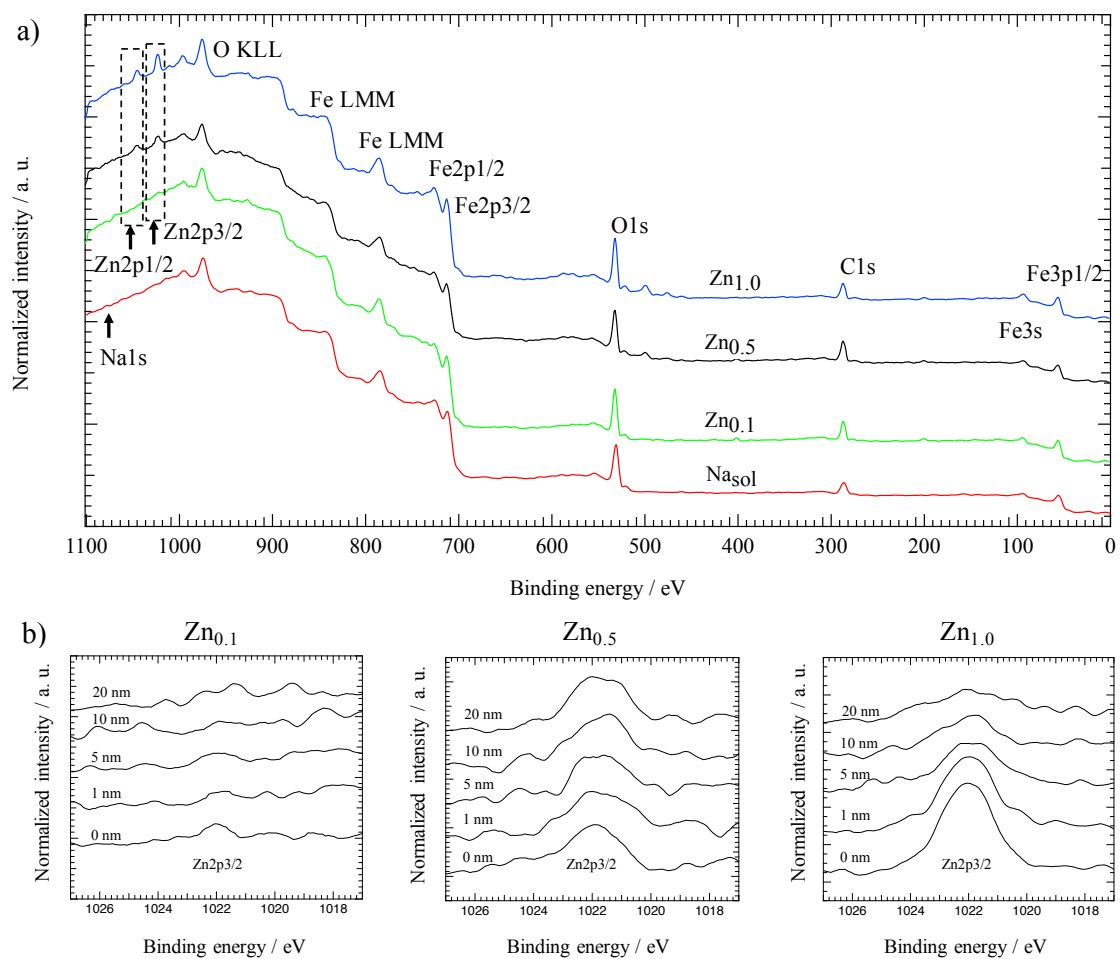 a)
Normalized intensity / a. u.
O KLL
Fe LMM
Fe LMM
Fe2p1/2
Fe2p3/2
Zn2p3/2
Zn2p1/2
Na1s
O1s
C1s
Fe3p1/2
Fe3s
Zn1.0
Zn0.5
Zn0.1
Nasol
1100 1000 900 800 700 600 500 400 300 200 100 0
Binding energy / eV
b)
Zn0.1
Normalized intensity / a. u.
20 nm
10 nm
5 nm
1 nm
0 nm
Zn2p3/2
1026 1024 1022 1020 1018
Binding energy / eV
Zn0.5
Normalized intensity / a. u.
20 nm
10 nm
5 nm
1 nm
0 nm
Zn2p3/2
1026 1024 1022 1020 1018
Binding energy / eV
Zn1.0
Normalized intensity / a. u.
20 nm
10 nm
5 nm
1 nm
0 nm
Zn2p3/2
1026 1024 1022 1020 1018
Binding energy / eV